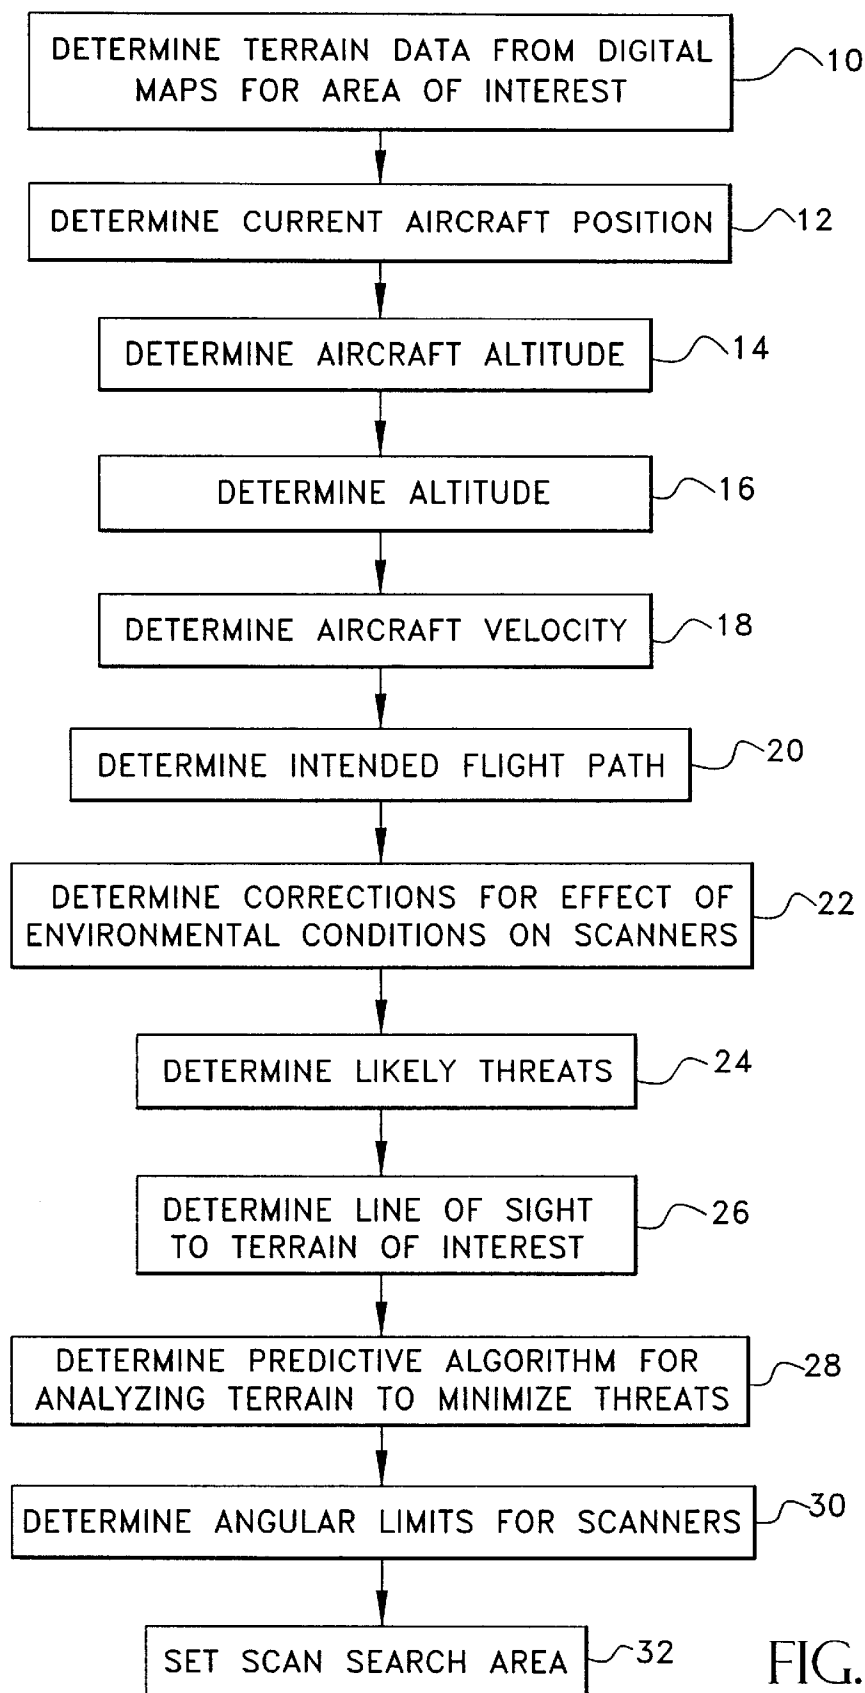 DETERMINE TERRAIN DATA FROM DIGITAL
MAPS FOR AREA OF INTEREST
10
DETERMINE CURRENT AIRCRAFT POSITION
12
DETERMINE AIRCRAFT ALTITUDE
14
DETERMINE ALTITUDE
16
DETERMINE AIRCRAFT VELOCITY
18
DETERMINE INTENDED FLIGHT PATH
20
DETERMINE CORRECTIONS FOR EFFECT OF
ENVIRONMENTAL CONDITIONS ON SCANNERS
22
DETERMINE LIKELY THREATS
24
DETERMINE LINE OF SIGHT
TO TERRAIN OF INTEREST
26
DETERMINE PREDICTIVE ALGORITHM FOR
ANALYZING TERRAIN TO MINIMIZE THREATS
28
DETERMINE ANGULAR LIMITS FOR SCANNERS
30
SET SCAN SEARCH AREA
32
FIG.